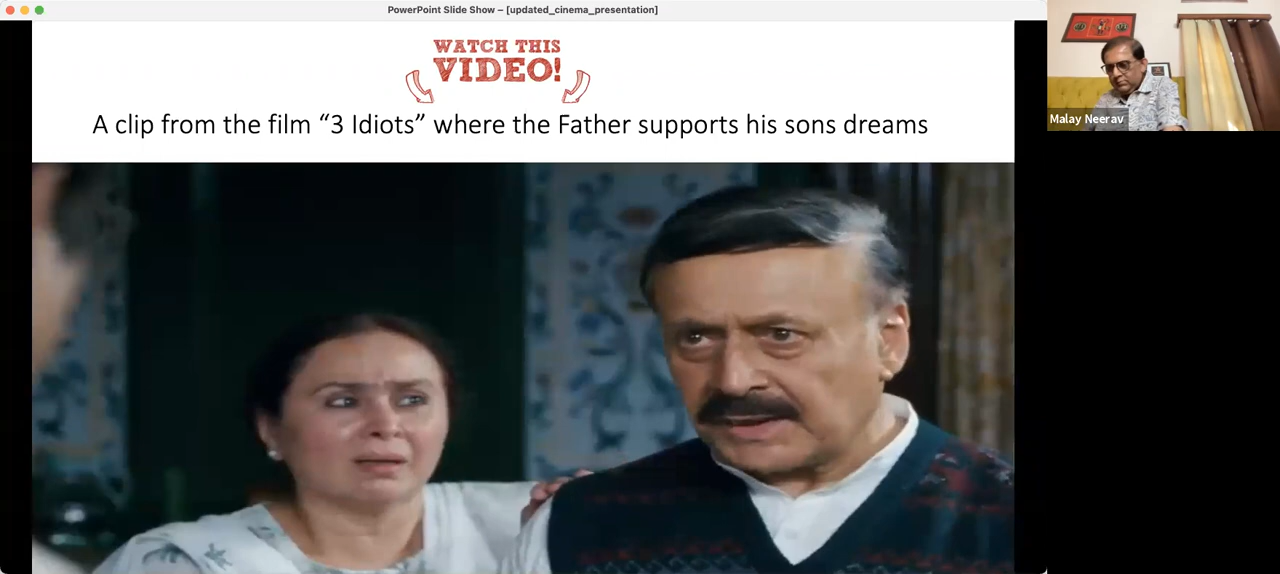 PowerPoint Slide Show – [updated_cinema_presentation]
WATCH THIS
VIDEO!
A clip from the film “3 Idiots” where the Father supports his sons dreams
Malay Neerav